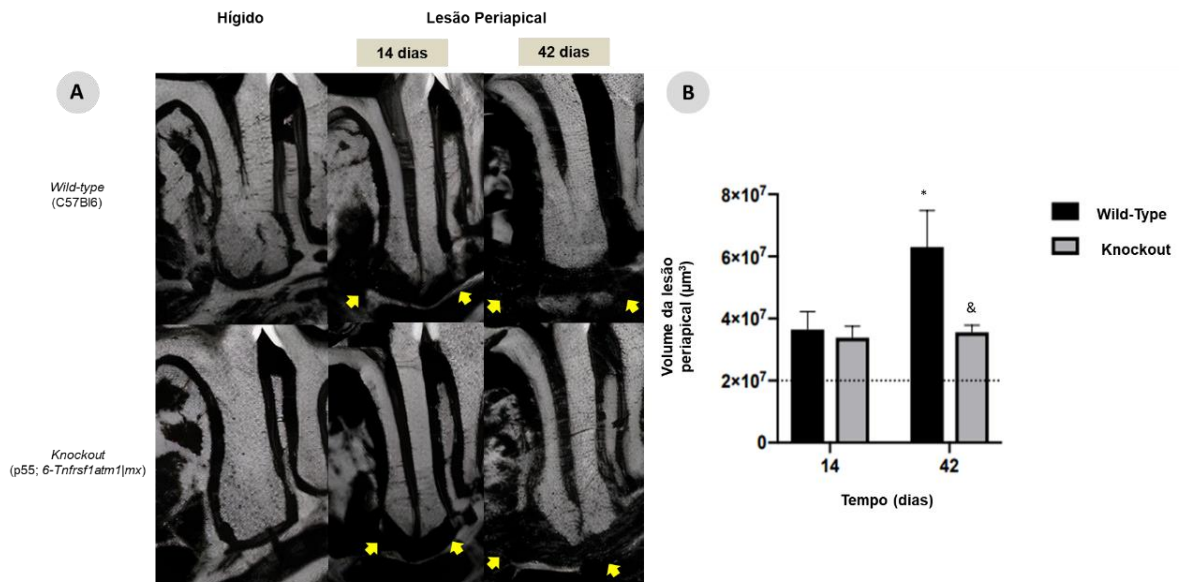 Hígido
Lesão Periapical
14 dias
42 dias
A
B
Wild-type
(C57Bl6)
Knockout
(p55; 6-Tnfrsf1atm1|mx)
*
&
8×10⁷
6×10⁷
4×10⁷
2×10⁷
0
Volume da lesão
periapical (µm³)
14
42
Tempo (dias)
Wild-Type
Knockout